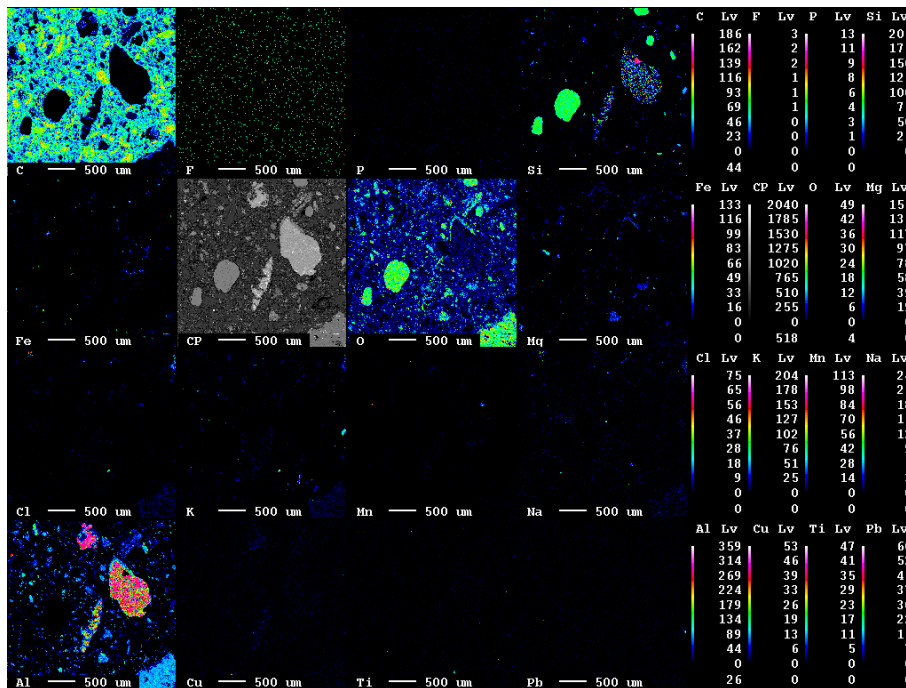 C Lv F Lv P Lv Si Lv
186 3 13 20
162 2 11 17
139 2 9 15
116 1 8 12
93 1 6 10
69 1 4 7
46 0 3 5
23 0 1 2
0 0 0 0
44 0 0 0
C 500 um F 500 um P 500 um Si 500 um
Fe Lv CP Lv O Lv Mg Lv
133 2040 49 15
116 1785 42 13
99 1530 36 11
83 1275 30 9
66 1020 24 7
49 765 18 5
33 510 12 3
16 255 6 1
0 0 0 0
0 518 4 0
Fe 500 um CP 500 um O 500 um Mg 500 um
Cl Lv K Lv Mn Lv Na Lv
75 204 113 2
65 178 98 2
56 153 84 1
46 127 70 1
37 102 56 1
28 76 42
18 51 28
9 25 14
0 0 0
0 0 0
Cl 500 um K 500 um Mn 500 um Na 500 um
Al Lv Cu Lv Ti Lv Pb Lv
359 53 47 6
314 46 41 5
269 39 35 4
224 33 29 3
179 26 23 3
134 19 17 2
89 13 11 1
44 6 5
0 0 0
26 0 0
Al 500 um Cu 500 um Ti 500 um Pb 500 um